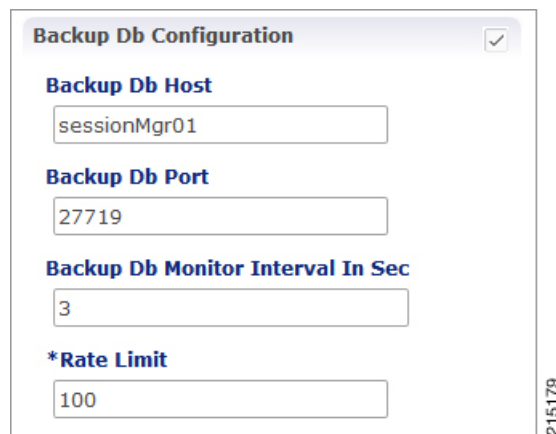 Backup Db Configuration
Backup Db Host
sessionMgr01
Backup Db Port
27719
Backup Db Monitor Interval In Sec
3
*Rate Limit
100
215179